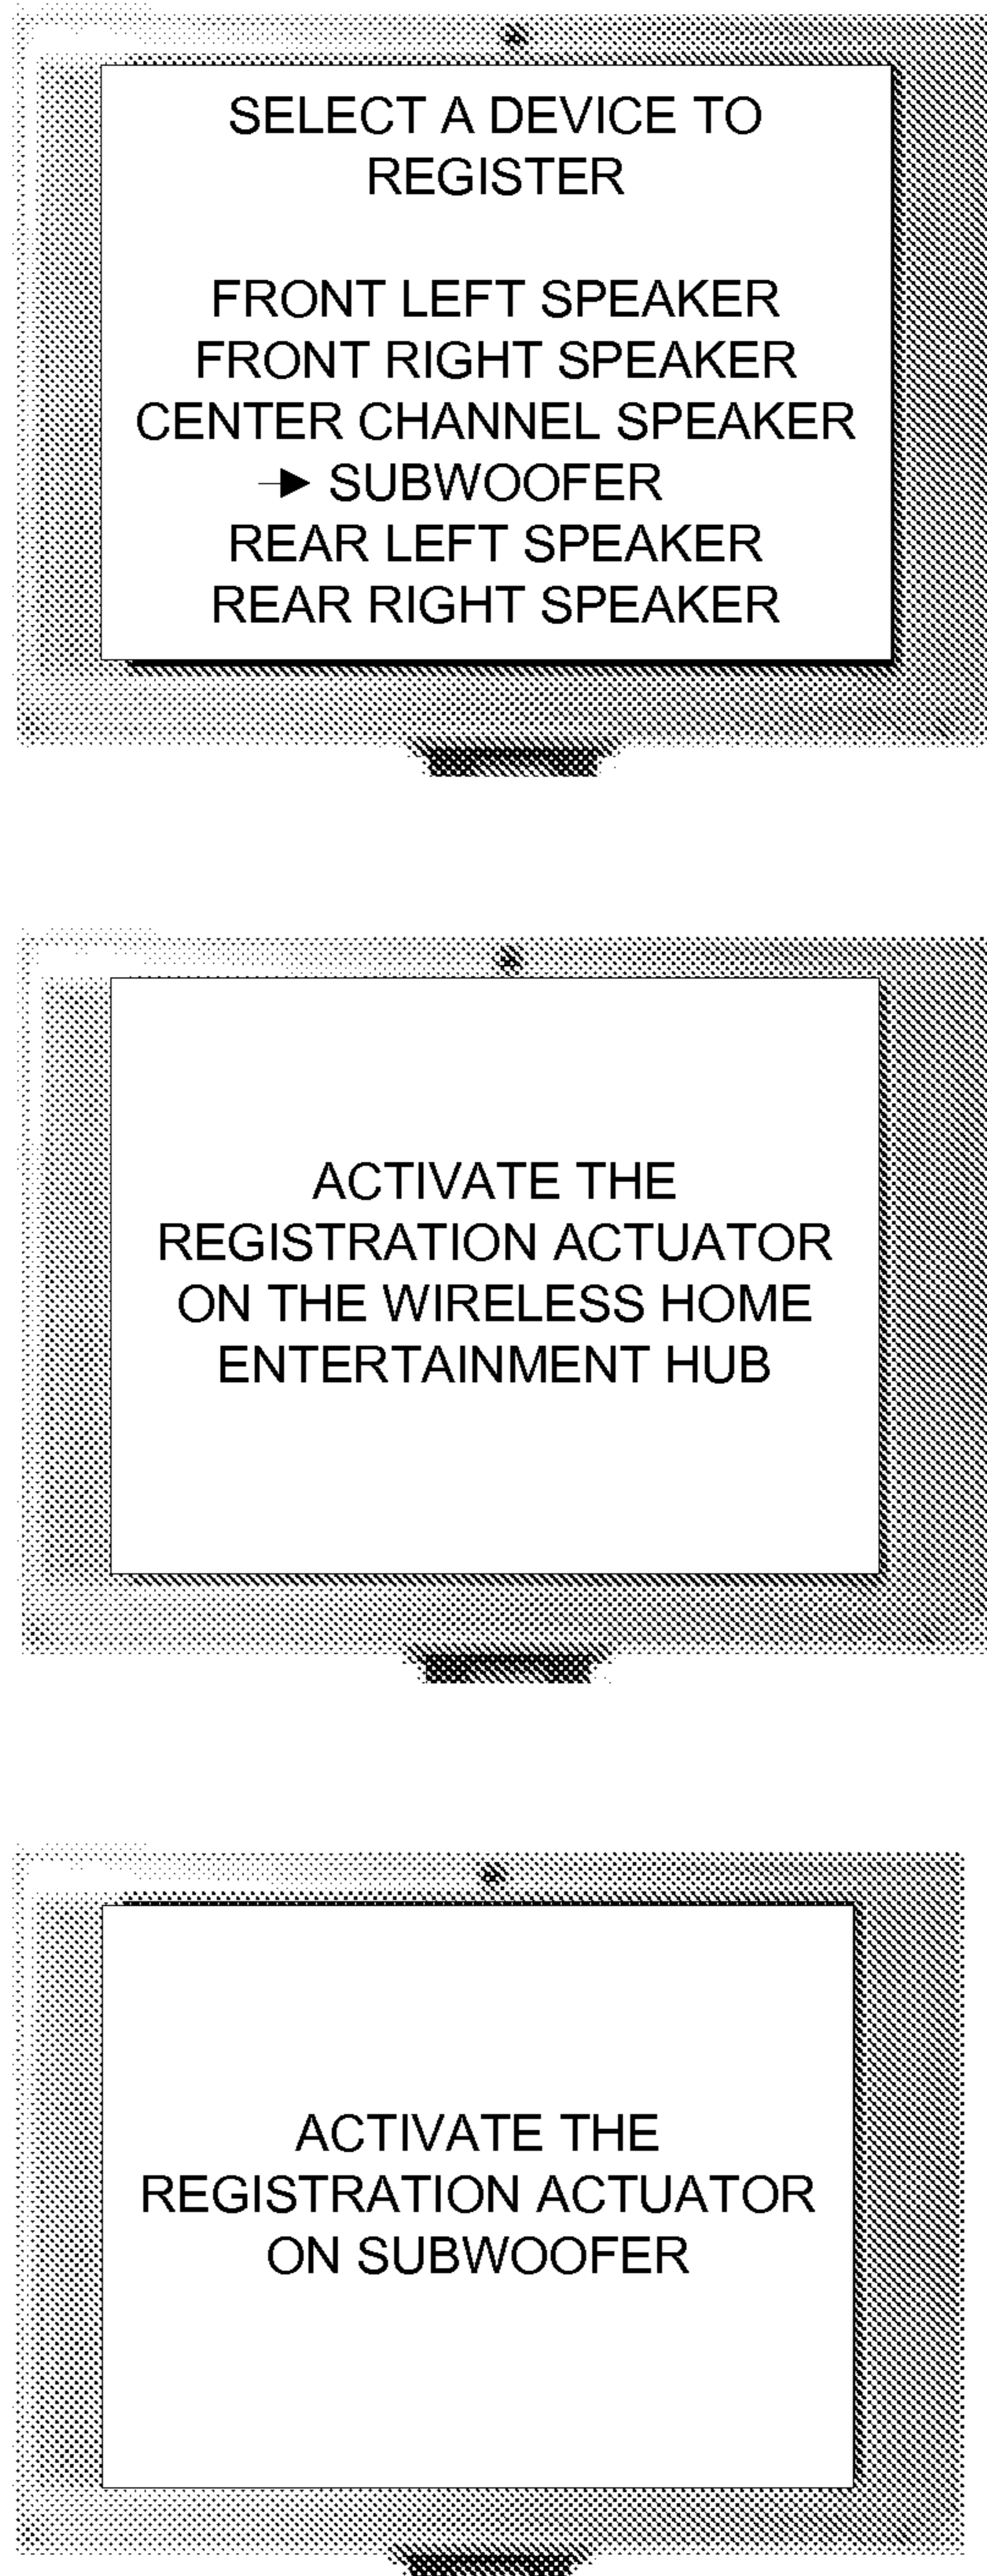 SELECT A DEVICE TO
REGISTER
FRONT LEFT SPEAKER
FRONT RIGHT SPEAKER
CENTER CHANNEL SPEAKER
SUBWOOFER
REAR LEFT SPEAKER
REAR RIGHT SPEAKER
ACTIVATE THE
REGISTRATION ACTUATOR
ON THE WIRELESS HOME
ENTERTAINMENT HUB
ACTIVATE THE
REGISTRATION ACTUATOR
ON SUBWOOFER